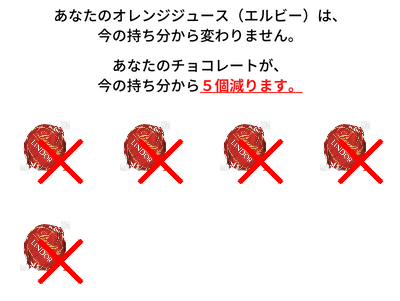 あなたのオレンジジュース（エルビー）は、
今の持ち分から変わりません。
あなたのチョコレートが、
今の持ち分から５個減ります。
LINDOR
LINDOR
LINDOR
LINDOR
LINDOR